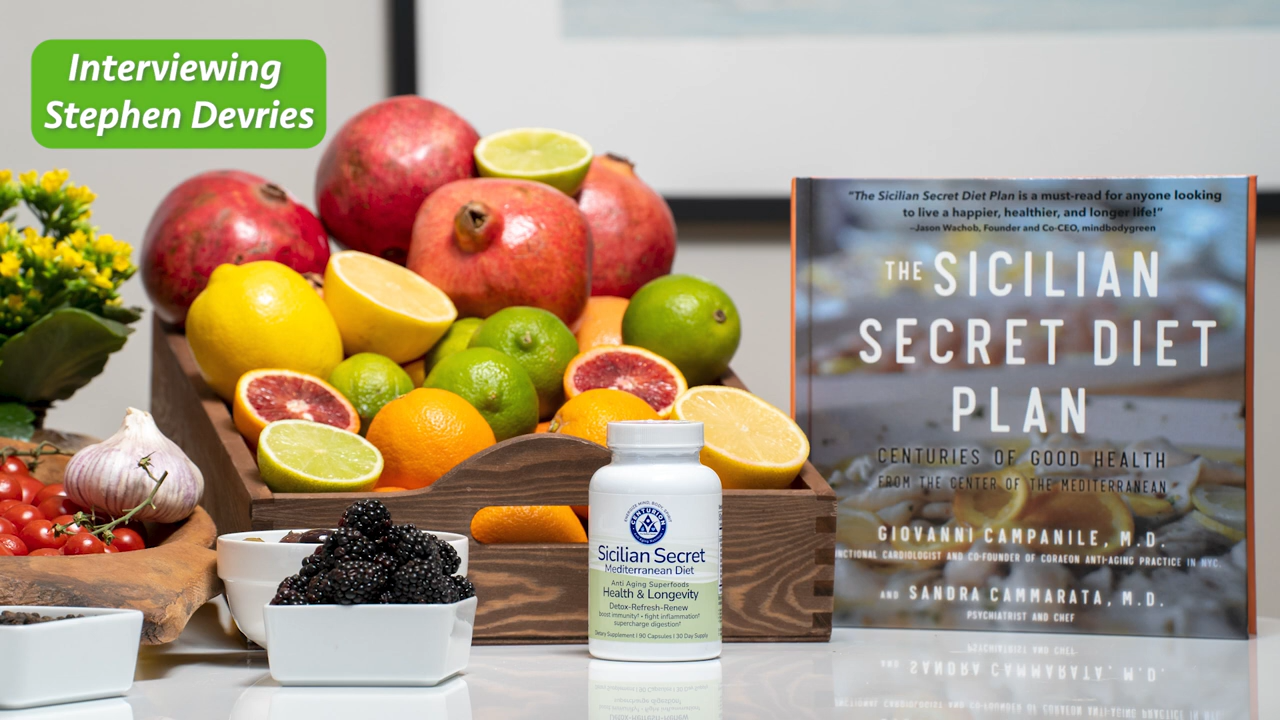 Interviewing
Stephen Devries
"The Sicilian Secret Diet Plan is a must-read for anyone looking
to live a happier, healthier, and longer life!"
—Jason Wachob, Founder and Co-CEO, mindbodygreen
THE SICILIAN
SECRET DIET
PLAN
CENTURIES OF GOOD HEALTH
FROM THE CENTER OF THE MEDITERRANEAN
GIOVANNI CAMPANILE, M.D.
NCTIONAL CARDIOLOGIST AND CO-FOUNDER OF CORAEON ANTI-AGING PRACTICE IN NYC.
AND SANDRA CAMMARATA, M.D.
PSYCHIATRIST AND CHEF
CENTURION
Sicilian Secret
Mediterranean Diet
Anti Aging Superfoods
Health & Longevity
Detox-Refresh-Renew
boost immunity! • fight inflammation!
supercharge digestion!
Dietary Supplement | 90 Capsules | 30 Day Supply